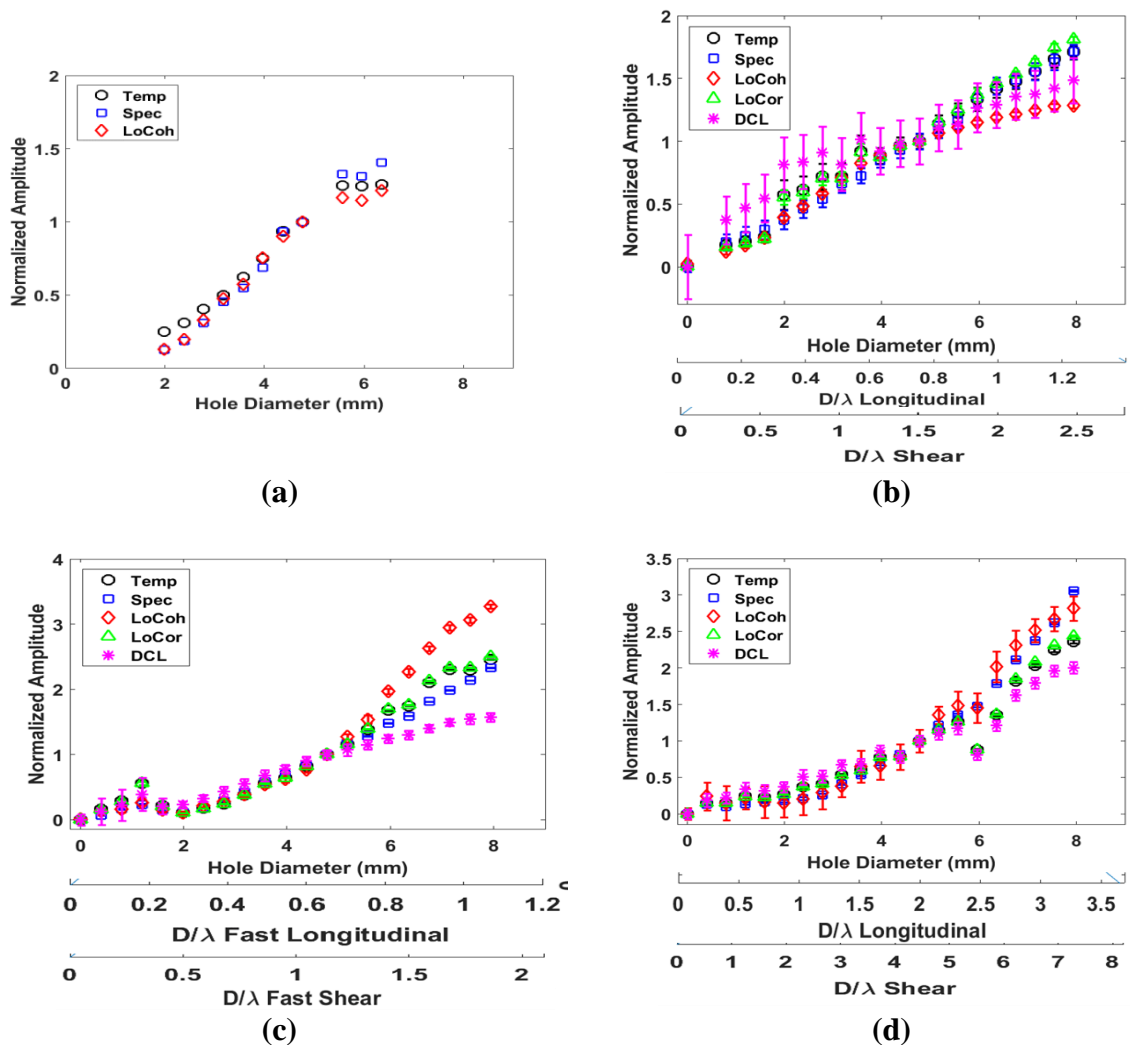 2
1.5
1
0.5
0
Normalized Amplitude
Temp
Spec
LoCoh
0 2 4 6 8
Hole Diameter (mm)
(a)
2
1.5
1
0.5
0
Normalized Amplitude
Temp
Spec
LoCoh
LoCor
DCL
0 2 4 6 8
Hole Diameter (mm)
0 0.2 0.4 0.6 0.8 1 1.2
D/λ Longitudinal
0 0.5 1 1.5 2 2.5
D/λ Shear
(b)
4
3
2
1
0
Normalized Amplitude
Temp
Spec
LoCoh
LoCor
DCL
0 2 4 6 8
Hole Diameter (mm)
0 0.2 0.4 0.6 0.8 1 1.2
D/λ Fast Longitudinal
0 0.5 1 1.5 2
D/λ Fast Shear
(c)
3.5
3
2.5
2
1.5
1
0.5
0
Normalized Amplitude
Temp
Spec
LoCoh
LoCor
DCL
0 2 4 6 8
Hole Diameter (mm)
0 0.5 1 1.5 2 2.5 3 3.5
D/λ Longitudinal
0 1 2 3 4 5 6 7 8
D/λ Shear
(d)